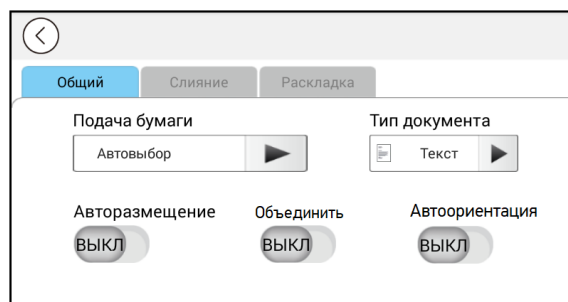 Общий Слияние Раскладка
Подача бумаги Тип документа
Автовыбор Текст
Авторазмещение Объединить Автоориентация
ВЫКЛ ВЫКЛ ВЫКЛ